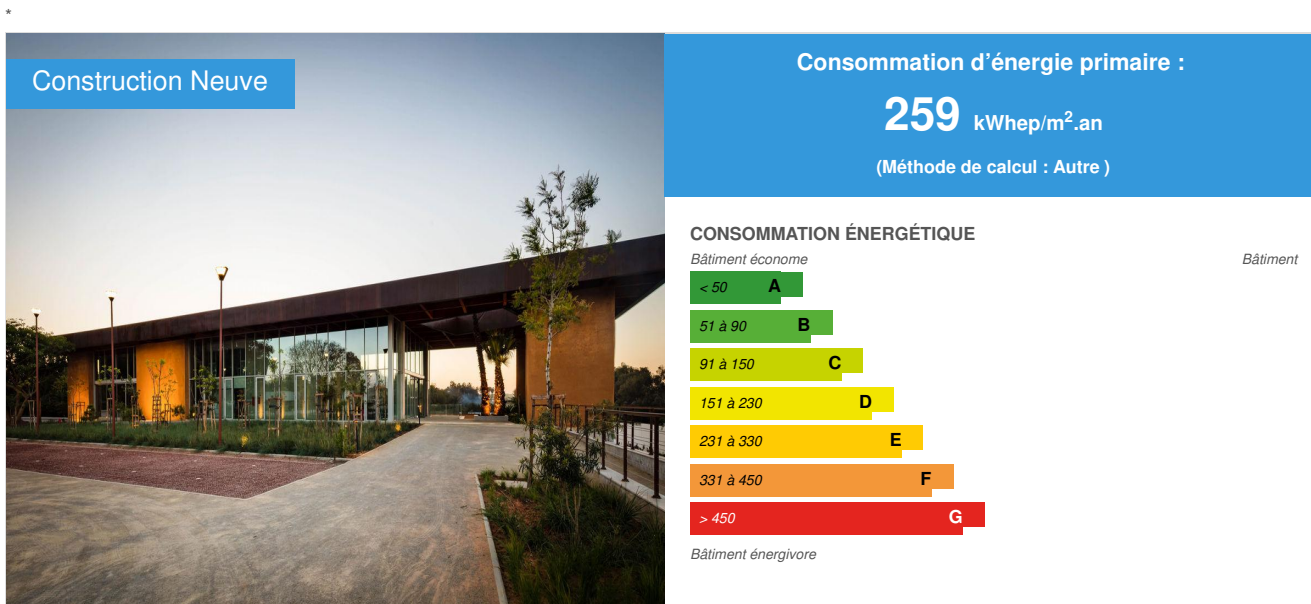 *
Construction Neuve
Consommation d'énergie primaire :
259 kWhep/m².an
(Méthode de calcul : Autre )
CONSOMMATION ÉNERGÉTIQUE
Bâtiment économe
Bâtiment
< 50 A
51 à 90 B
91 à 150 C
151 à 230 D
231 à 330 E
331 à 450 F
> 450 G
Bâtiment énergivore